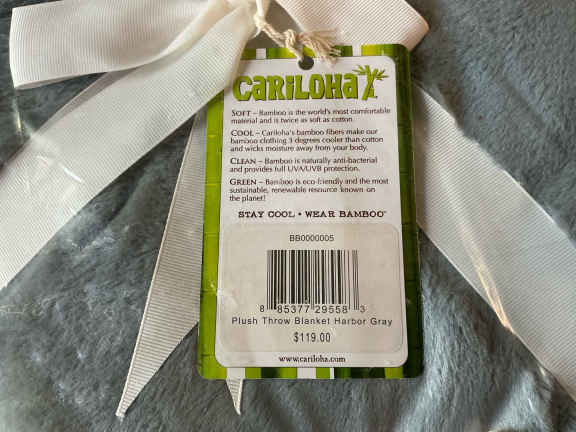 CARILOHA
SOFT – Bamboo is the world's most comfortable
material and is twice as soft as cotton.
COOL – Cariloha's bamboo fibers make our
bamboo clothing 3 degrees cooler than cotton
and wicks moisture away from your body.
CLEAN – Bamboo is naturally anti-bacterial
and provides full UVA/UVB protection.
GREEN – Bamboo is eco-friendly and the most
sustainable, renewable resource known on
the planet!
STAY COOL • WEAR BAMBOO™
BB0000005
8 85377 29558 3
Plush Throw Blanket Harbor Gray
$119.00
www.cariloha.com